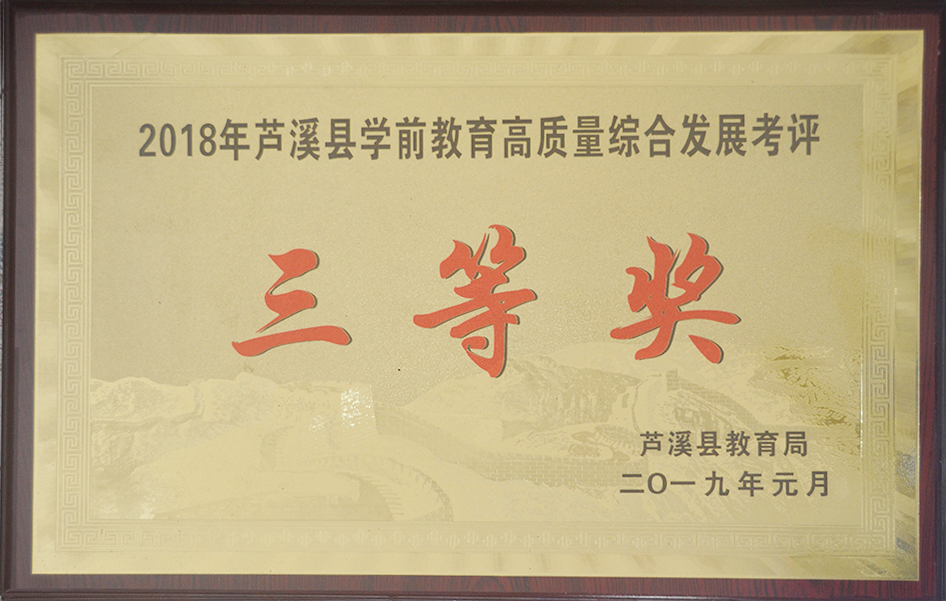 2018年芦溪县学前教育高质量综合发展考评
三等奖
芦溪县教育局
二〇一九年元月